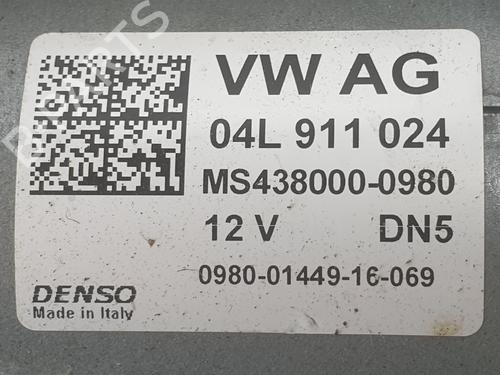 VW AG
04L 911 024
MS438000-0980
12 V DN5
0980-01449-16-069
DENSO
Made in Italy